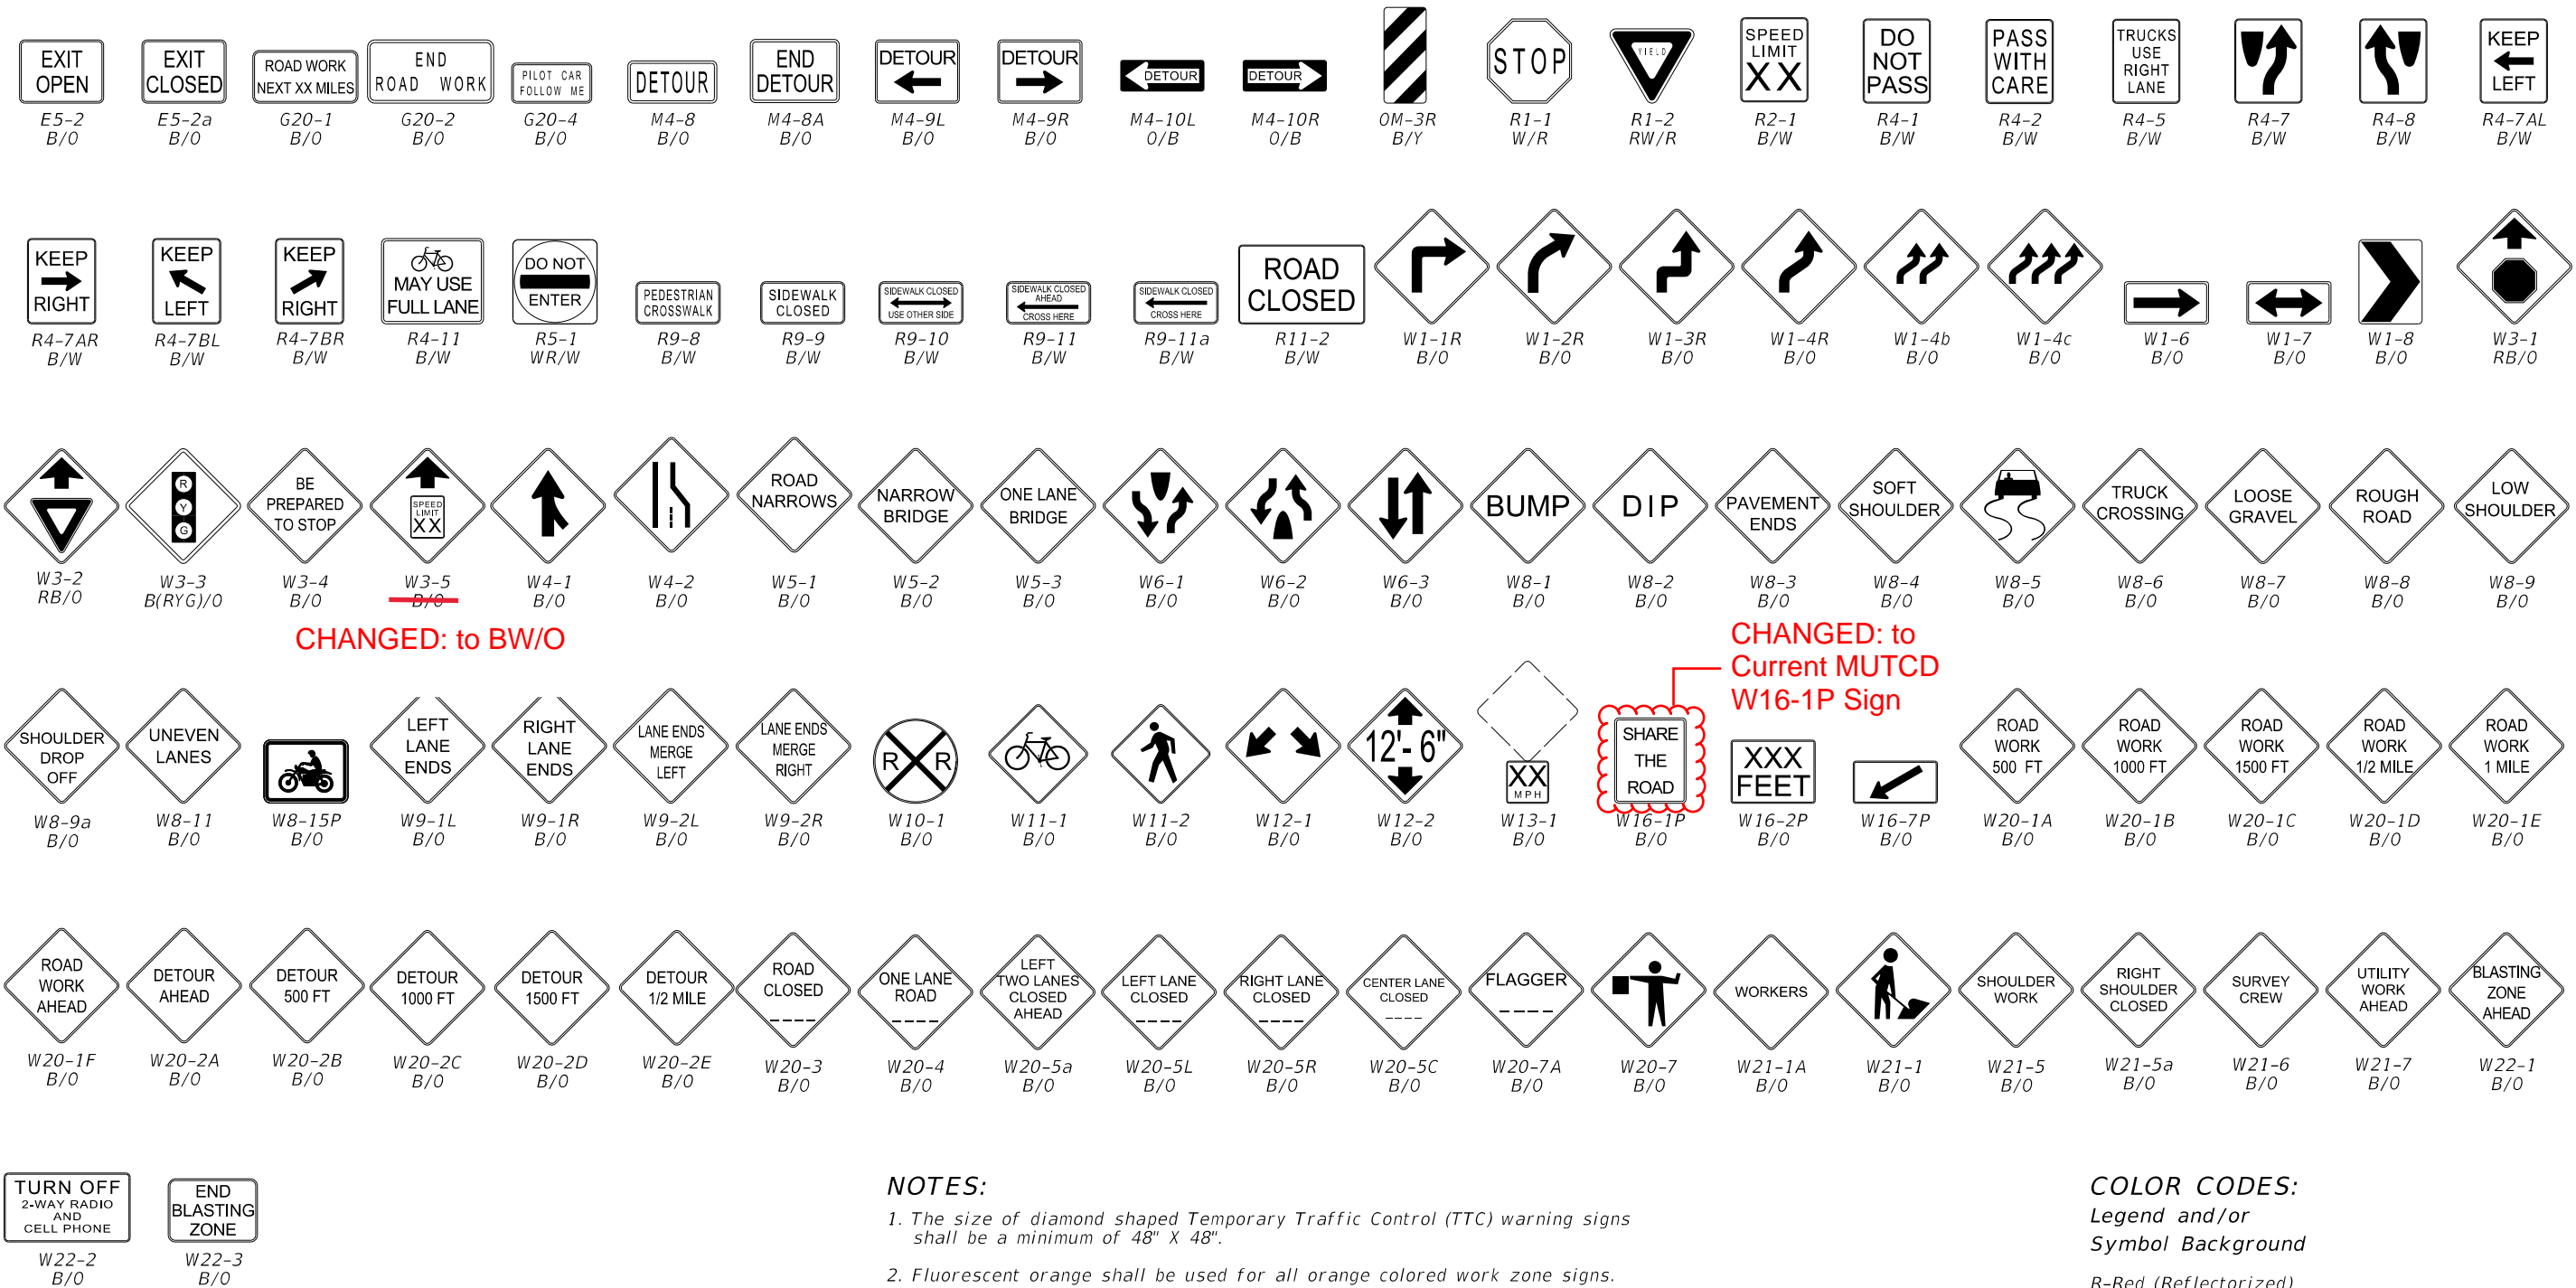 EXIT
OPEN
E5-2
B/O
EXIT
CLOSED
E5-2a
B/O
ROAD WORK
NEXT XX MILES
G20-1
B/O
END
ROAD WORK
G20-2
B/O
PILOT CAR
FOLLOW ME
G20-4
B/O
DETOUR
M4-8
B/O
END
DETOUR
M4-8A
B/O
DETOUR
M4-9L
B/O
DETOUR
M4-9R
B/O
DETOUR
M4-10L
O/B
DETOUR
M4-10R
O/B
OM-3R
B/Y
STOP
R1-1
W/R
YIELD
R1-2
RW/R
SPEED
LIMIT
XX
R2-1
B/W
DO
NOT
PASS
R4-1
B/W
PASS
WITH
CARE
R4-2
B/W
TRUCKS
USE
RIGHT
LANE
R4-5
B/W
R4-7
B/W
R4-8
B/W
KEEP
LEFT
R4-7AL
B/W
KEEP
RIGHT
R4-7AR
B/W
KEEP
LEFT
R4-7BL
B/W
KEEP
RIGHT
R4-7BR
B/W
MAY USE
FULL LANE
R4-11
B/W
DO NOT
ENTER
R5-1
WR/W
PEDESTRIAN
CROSSWALK
R9-8
B/W
SIDEWALK
CLOSED
R9-9
B/W
SIDEWALK CLOSED
USE OTHER SIDE
R9-10
B/W
SIDEWALK CLOSED
AHEAD
CROSS HERE
R9-11
B/W
SIDEWALK CLOSED
CROSS HERE
R9-11a
B/W
ROAD
CLOSED
R11-2
B/W
W1-1R
B/O
W1-2R
B/O
W1-3R
B/O
W1-4R
B/O
W1-4b
B/O
W1-4c
B/O
W1-6
B/O
W1-7
B/O
W1-8
B/O
W3-1
RB/O
W3-2
RB/O
R
Y
G
W3-3
B(RYG)/O
BE
PREPARED
TO STOP
W3-4
B/O
SPEED
LIMIT
XX
W3-5
B/O
CHANGED: to BW/O
W4-1
B/O
W4-2
B/O
ROAD
NARROWS
W5-1
B/O
NARROW
BRIDGE
W5-2
B/O
ONE LANE
BRIDGE
W5-3
B/O
W6-1
B/O
W6-2
B/O
W6-3
B/O
BUMP
W8-1
B/O
DIP
W8-2
B/O
PAVEMENT
ENDS
W8-3
B/O
SOFT
SHOULDER
W8-4
B/O
W8-5
B/O
TRUCK
CROSSING
W8-6
B/O
LOOSE
GRAVEL
W8-7
B/O
ROUGH
ROAD
W8-8
B/O
LOW
SHOULDER
W8-9
B/O
SHOULDER
DROP
OFF
W8-9a
B/O
UNEVEN
LANES
W8-11
B/O
W8-15P
B/O
LEFT
LANE
ENDS
W9-1L
B/O
RIGHT
LANE
ENDS
W9-1R
B/O
LANE ENDS
MERGE
LEFT
W9-2L
B/O
LANE ENDS
MERGE
RIGHT
W9-2R
B/O
R R
W10-1
B/O
W11-1
B/O
W11-2
B/O
W12-1
B/O
12'- 6"
W12-2
B/O
XX
MPH
W13-1
B/O
CHANGED: to
Current MUTCD
W16-1P Sign
SHARE
THE
ROAD
W16-1P
B/O
XXX
FEET
W16-2P
B/O
W16-7P
B/O
ROAD
WORK
500 FT
W20-1A
B/O
ROAD
WORK
1000 FT
W20-1B
B/O
ROAD
WORK
1500 FT
W20-1C
B/O
ROAD
WORK
1/2 MILE
W20-1D
B/O
ROAD
WORK
1 MILE
W20-1E
B/O
ROAD
WORK
AHEAD
W20-1F
B/O
DETOUR
AHEAD
W20-2A
B/O
DETOUR
500 FT
W20-2B
B/O
DETOUR
1000 FT
W20-2C
B/O
DETOUR
1500 FT
W20-2D
B/O
DETOUR
1/2 MILE
W20-2E
B/O
ROAD
CLOSED
----
W20-3
B/O
ONE LANE
ROAD
----
W20-4
B/O
LEFT
TWO LANES
CLOSED
AHEAD
W20-5a
B/O
LEFT LANE
CLOSED
----
W20-5L
B/O
RIGHT LANE
CLOSED
----
W20-5R
B/O
CENTER LANE
CLOSED
----
W20-5C
B/O
FLAGGER
----
W20-7A
B/O
W20-7
B/O
WORKERS
W21-1A
B/O
W21-1
B/O
SHOULDER
WORK
W21-5
B/O
RIGHT
SHOULDER
CLOSED
W21-5a
B/O
SURVEY
CREW
W21-6
B/O
UTILITY
WORK
AHEAD
W21-7
B/O
BLASTING
ZONE
AHEAD
W22-1
B/O
TURN OFF
2-WAY RADIO
AND
CELL PHONE
W22-2
B/O
END
BLASTING
ZONE
W22-3
B/O
NOTES:
1. The size of diamond shaped Temporary Traffic Control (TTC) warning signs
shall be a minimum of 48" X 48".
2. Fluorescent orange shall be used for all orange colored work zone signs.
COLOR CODES:
Legend and/or
Symbol Background
R-Red (Reflectorized)